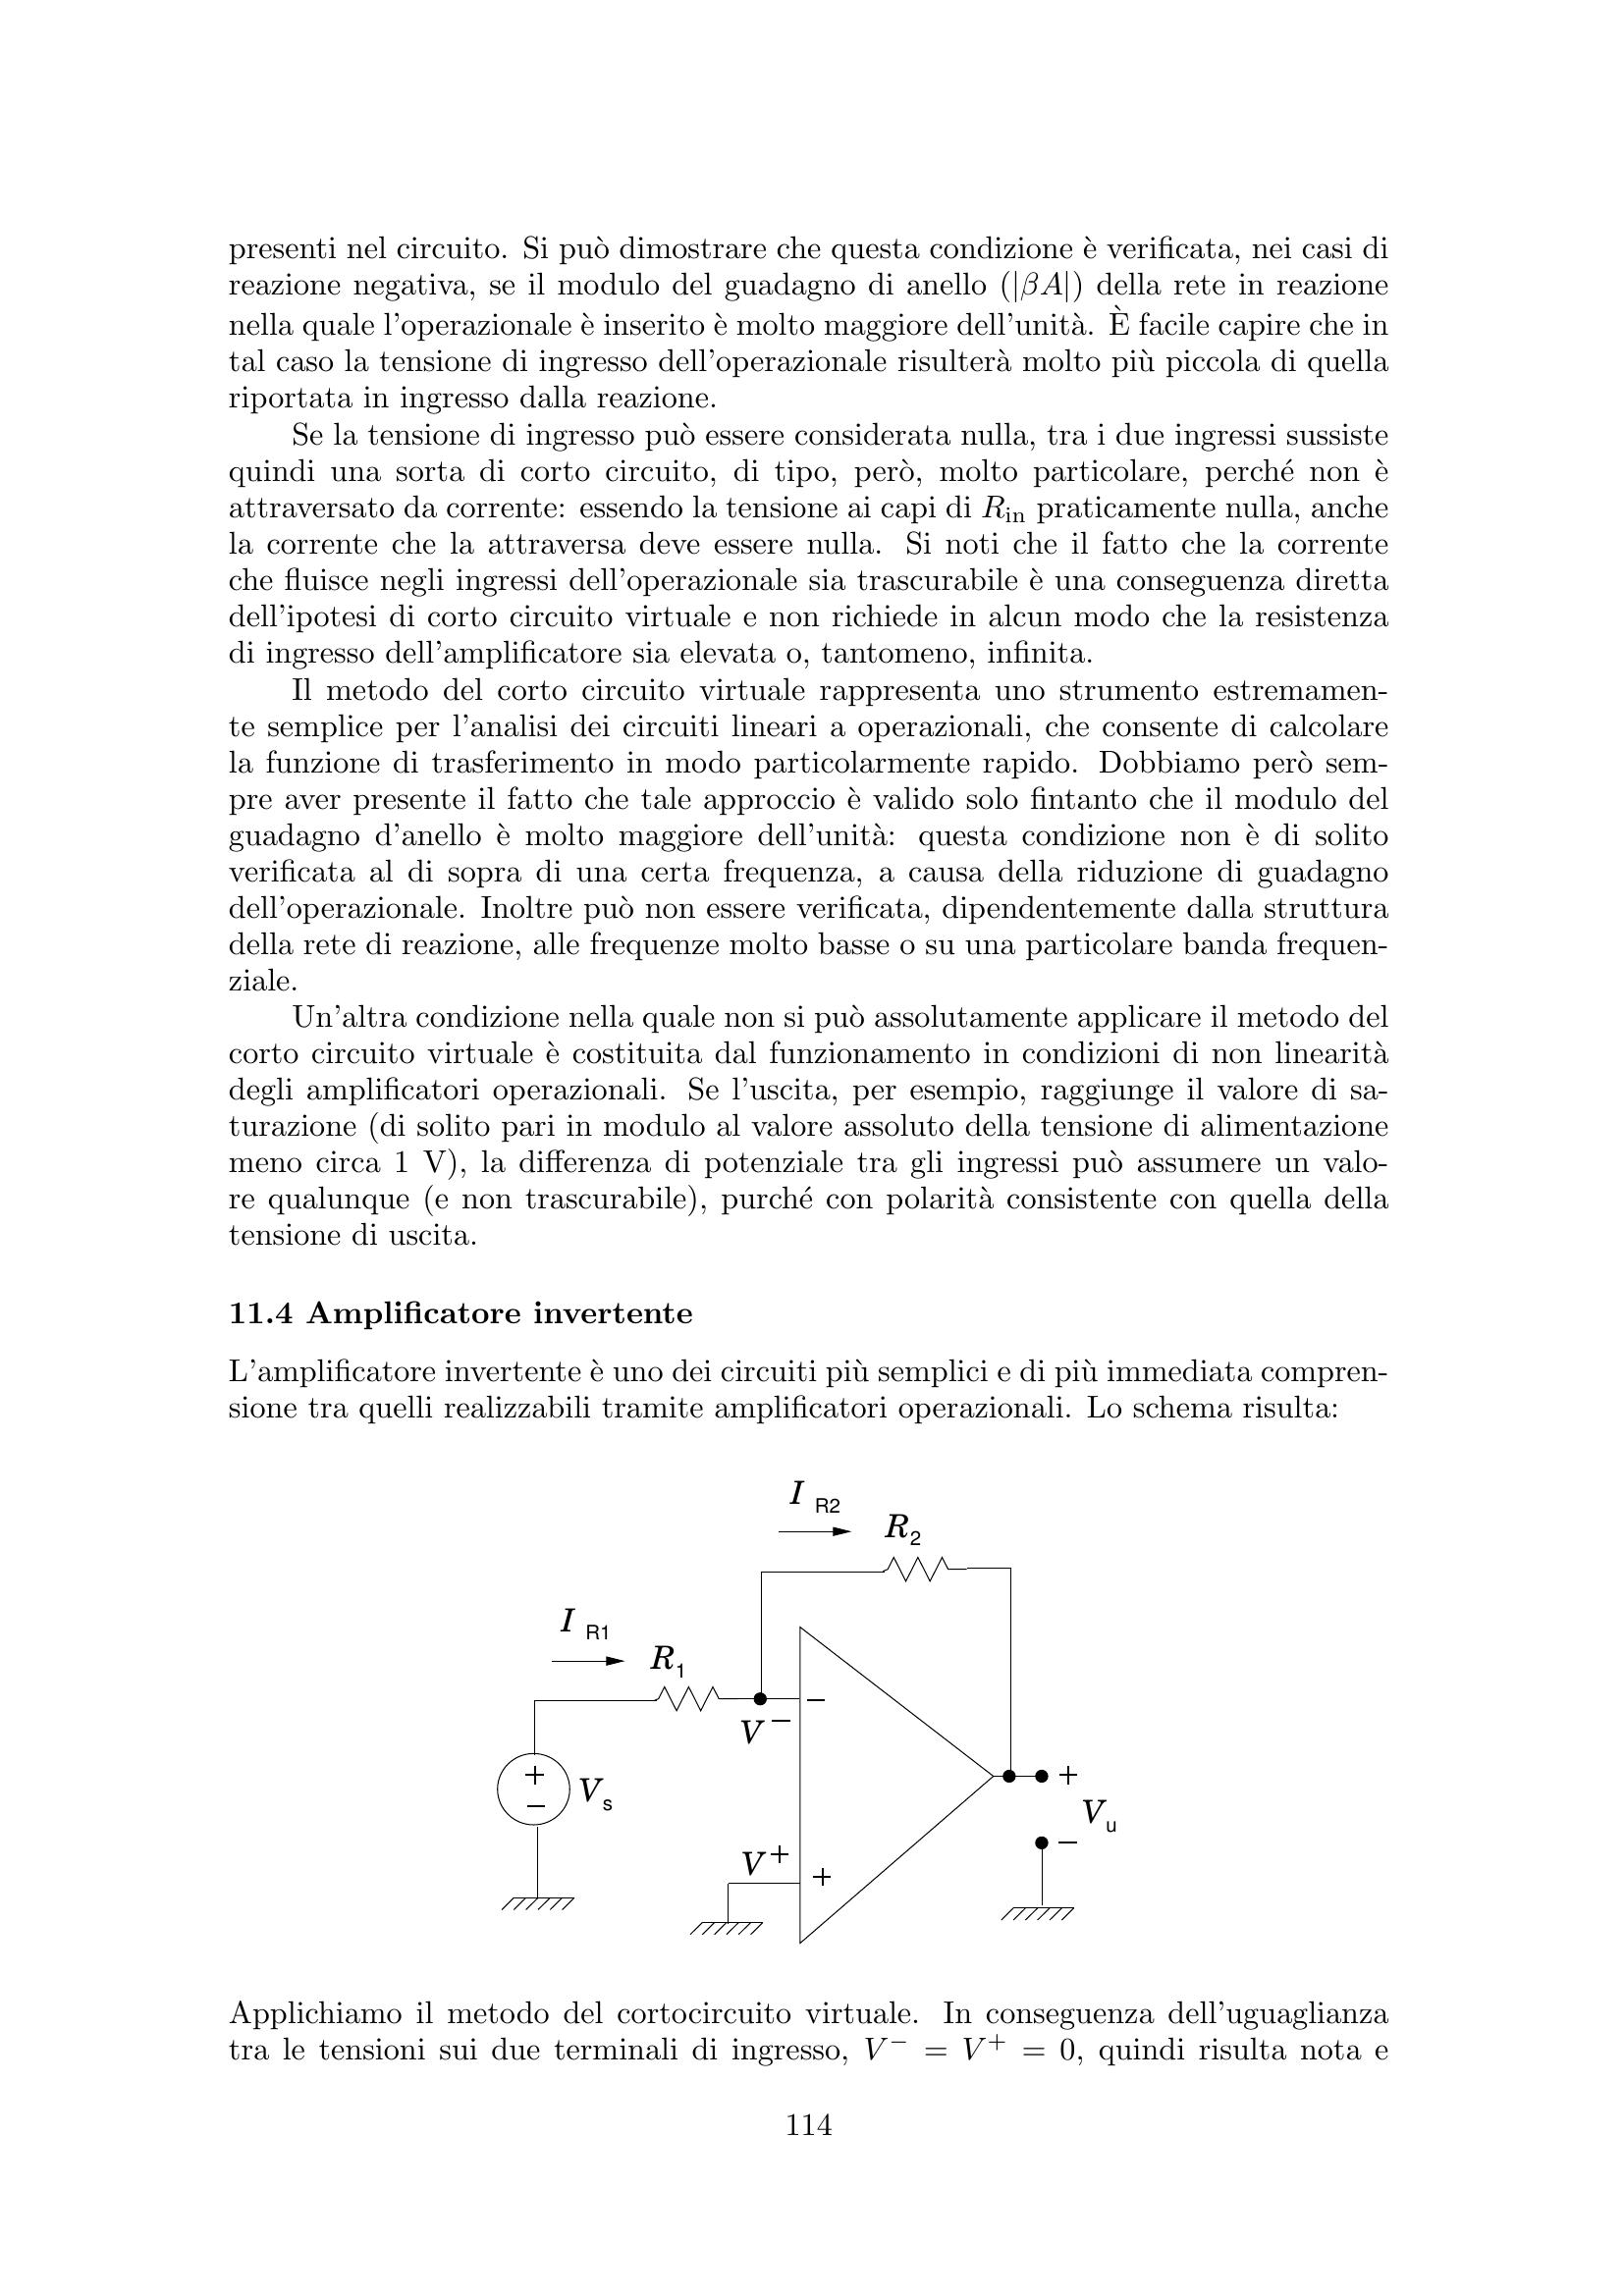 presenti nel circuito. Si può dimostrare che questa condizione è verificata, nei casi di
reazione negativa, se il modulo del guadagno di anello (|βA|) della rete in reazione
nella quale l'operazionale è inserito è molto maggiore dell'unità. È facile capire che in
tal caso la tensione di ingresso dell'operazionale risulterà molto più piccola di quella
riportata in ingresso dalla reazione.
Se la tensione di ingresso può essere considerata nulla, tra i due ingressi sussiste
quindi una sorta di corto circuito, di tipo, però, molto particolare, perché non è
attraversato da corrente: essendo la tensione ai capi di R_in praticamente nulla, anche
la corrente che la attraversa deve essere nulla. Si noti che il fatto che la corrente
che fluisce negli ingressi dell'operazionale sia trascurabile è una conseguenza diretta
dell'ipotesi di corto circuito virtuale e non richiede in alcun modo che la resistenza
di ingresso dell'amplificatore sia elevata o, tantomeno, infinita.
Il metodo del corto circuito virtuale rappresenta uno strumento estremamen-
te semplice per l'analisi dei circuiti lineari a operazionali, che consente di calcolare
la funzione di trasferimento in modo particolarmente rapido. Dobbiamo però sem-
pre aver presente il fatto che tale approccio è valido solo fintanto che il modulo del
guadagno d'anello è molto maggiore dell'unità: questa condizione non è di solito
verificata al di sopra di una certa frequenza, a causa della riduzione di guadagno
dell'operazionale. Inoltre può non essere verificata, dipendentemente dalla struttura
della rete di reazione, alle frequenze molto basse o su una particolare banda frequen-
ziale.
Un'altra condizione nella quale non si può assolutamente applicare il metodo del
corto circuito virtuale è costituita dal funzionamento in condizioni di non linearità
degli amplificatori operazionali. Se l'uscita, per esempio, raggiunge il valore di sa-
turazione (di solito pari in modulo al valore assoluto della tensione di alimentazione
meno circa 1 V), la differenza di potenziale tra gli ingressi può assumere un valo-
re qualunque (e non trascurabile), purché con polarità consistente con quella della
tensione di uscita.
11.4 Amplificatore invertente
L'amplificatore invertente è uno dei circuiti più semplici e di più immediata compren-
sione tra quelli realizzabili tramite amplificatori operazionali. Lo schema risulta:
I R2
R2
I R1
R1
−
V −
+
−
Vs
+
Vu
−
V +
+
Applichiamo il metodo del cortocircuito virtuale. In conseguenza dell'uguaglianza
tra le tensioni sui due terminali di ingresso, V⁻ = V⁺ = 0, quindi risulta nota e
114